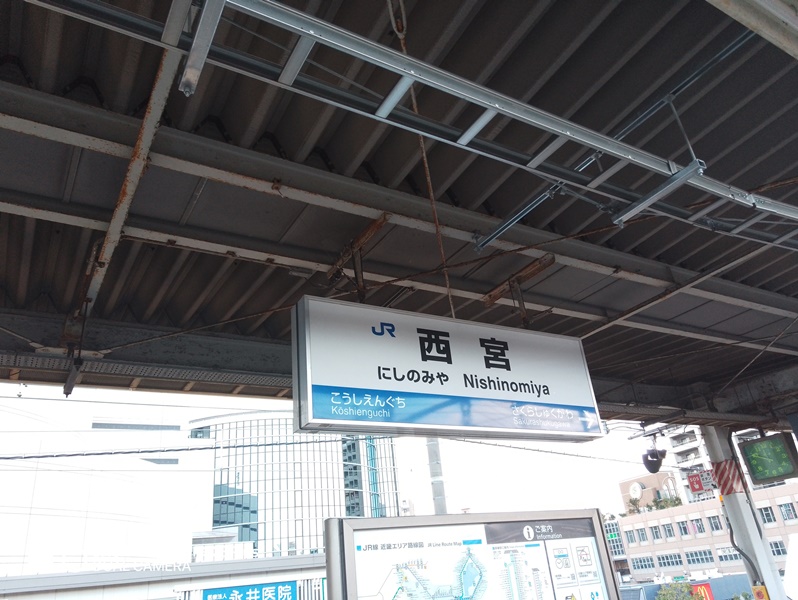 JR 西宮
にしのみや Nishinomiya
こうしえんぐち
Kōshienguchi
さくらしゅくがわ
Sakurashukugawa
JR線 近畿エリア路線図 JR Line Route Map
ご案内
Information
永井医院
CAMERA